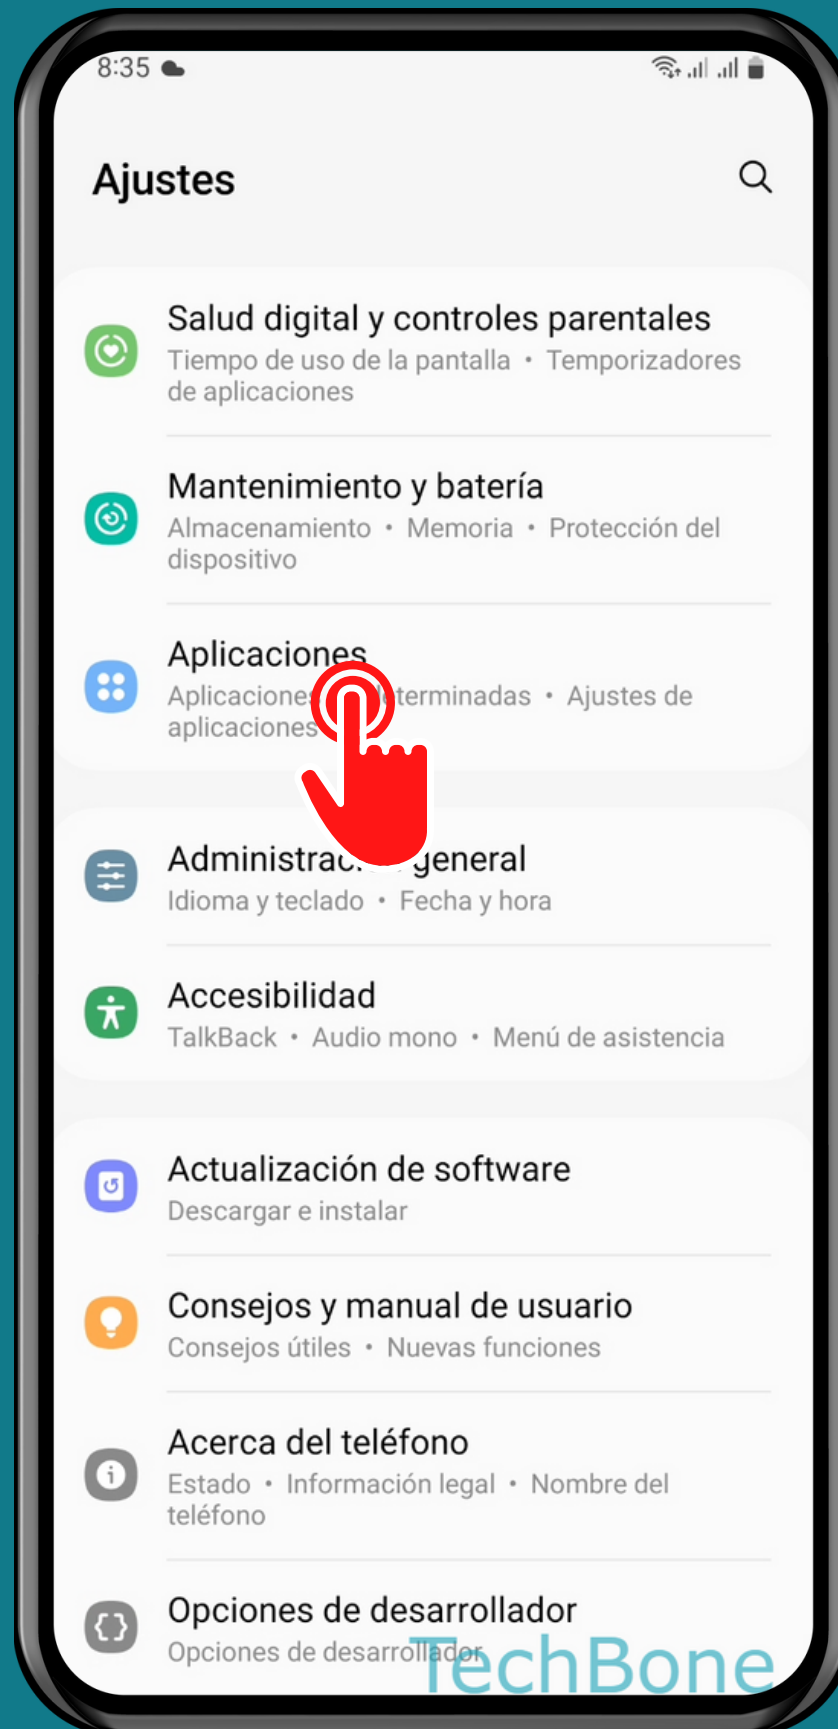 8:35
Ajustes
Salud digital y controles parentales
Tiempo de uso de la pantalla • Temporizadores
de aplicaciones
Mantenimiento y batería
Almacenamiento • Memoria • Protección del
dispositivo
Aplicaciones
Aplicaciones terminadas • Ajustes de
aplicaciones
general
Idioma y teclado • Fecha y hora
Accesibilidad
TalkBack • Audio mono • Menú de asistencia
Actualización de software
Descargar e instalar
Consejos y manual de usuario
Consejos útiles • Nuevas funciones
Acerca del teléfono
Estado • Información legal • Nombre del
teléfono
Opciones de desarrollador
Opciones de desarrollador
TechBone